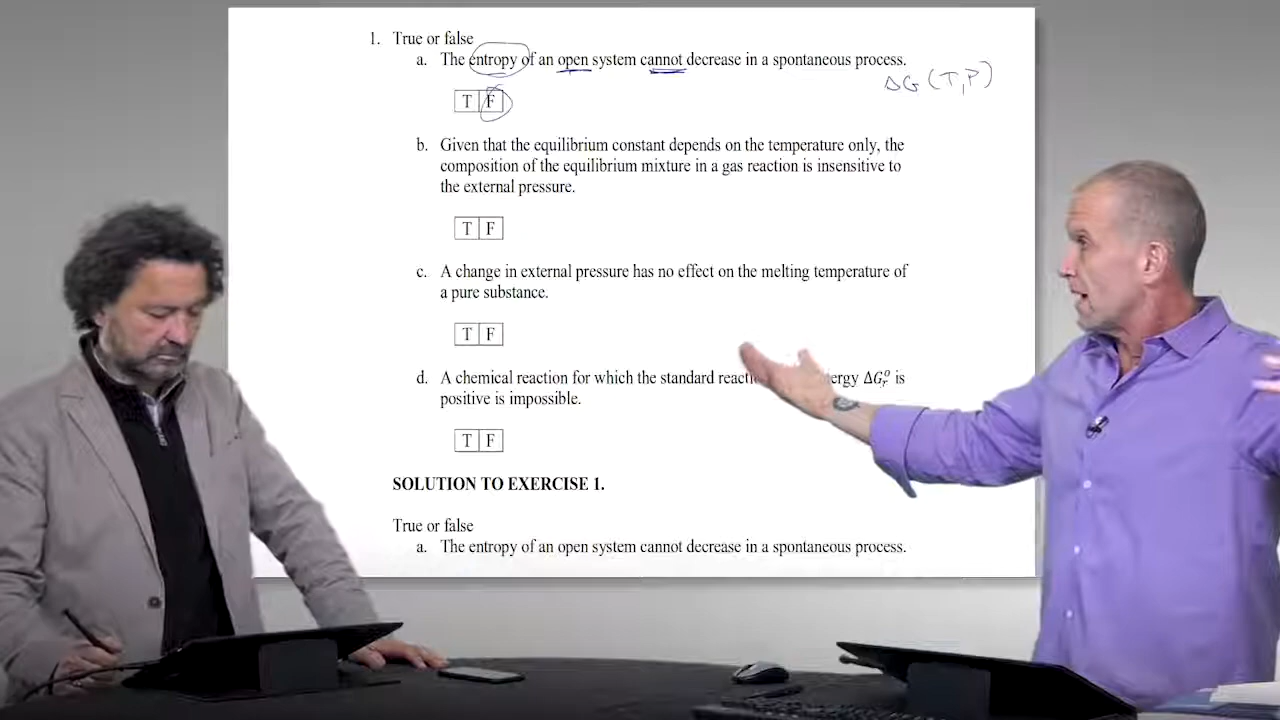 1. True or false
a. The entropy of an open system cannot decrease in a spontaneous process.
ΔG (T,P)
T F
b. Given that the equilibrium constant depends on the temperature only, the
composition of the equilibrium mixture in a gas reaction is insensitive to
the external pressure.
T F
c. A change in external pressure has no effect on the melting temperature of
a pure substance.
T F
d. A chemical reaction for which the standard ΔGᵣᵒ is
positive is impossible.
T F
SOLUTION TO EXERCISE 1.
True or false
a. The entropy of an open system cannot decrease in a spontaneous process.